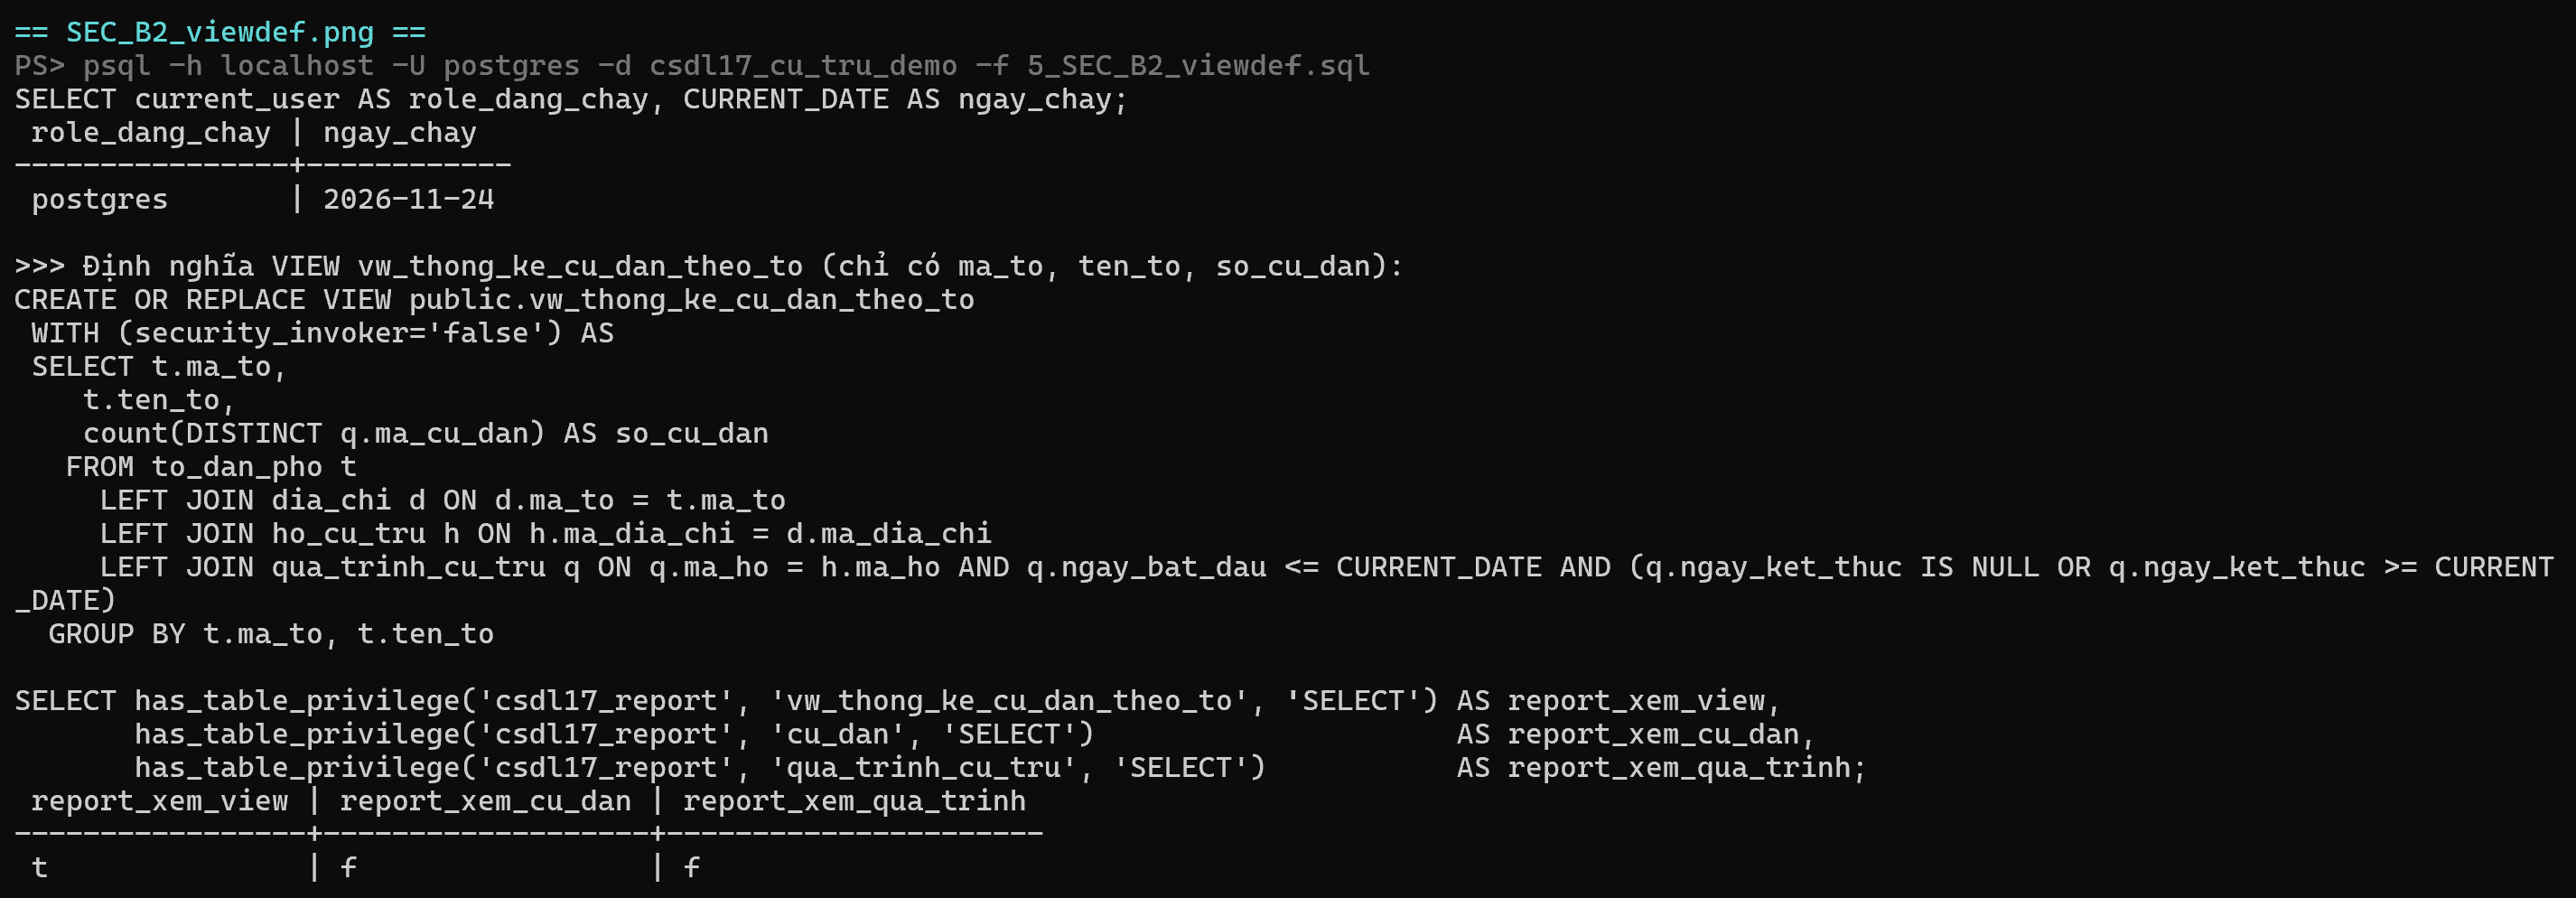 == SEC_B2_viewdef.png ==
PS> psql -h localhost -U postgres -d csdl17_cu_tru_demo -f 5_SEC_B2_viewdef.sql
SELECT current_user AS role_dang_chay, CURRENT_DATE AS ngay_chay;
 role_dang_chay | ngay_chay
----------------+------------
 postgres       | 2026-11-24

>>> Định nghĩa VIEW vw_thong_ke_cu_dan_theo_to (chỉ có ma_to, ten_to, so_cu_dan):
CREATE OR REPLACE VIEW public.vw_thong_ke_cu_dan_theo_to
 WITH (security_invoker='false') AS
 SELECT t.ma_to,
    t.ten_to,
    count(DISTINCT q.ma_cu_dan) AS so_cu_dan
   FROM to_dan_pho t
     LEFT JOIN dia_chi d ON d.ma_to = t.ma_to
     LEFT JOIN ho_cu_tru h ON h.ma_dia_chi = d.ma_dia_chi
     LEFT JOIN qua_trinh_cu_tru q ON q.ma_ho = h.ma_ho AND q.ngay_bat_dau <= CURRENT_DATE AND (q.ngay_ket_thuc IS NULL OR q.ngay_ket_thuc >= CURRENT
_DATE)
  GROUP BY t.ma_to, t.ten_to

SELECT has_table_privilege('csdl17_report', 'vw_thong_ke_cu_dan_theo_to', 'SELECT') AS report_xem_view,
       has_table_privilege('csdl17_report', 'cu_dan', 'SELECT')                     AS report_xem_cu_dan,
       has_table_privilege('csdl17_report', 'qua_trinh_cu_tru', 'SELECT')           AS report_xem_qua_trinh;
 report_xem_view | report_xem_cu_dan | report_xem_qua_trinh
-----------------+-------------------+----------------------
 t               | f                 | f